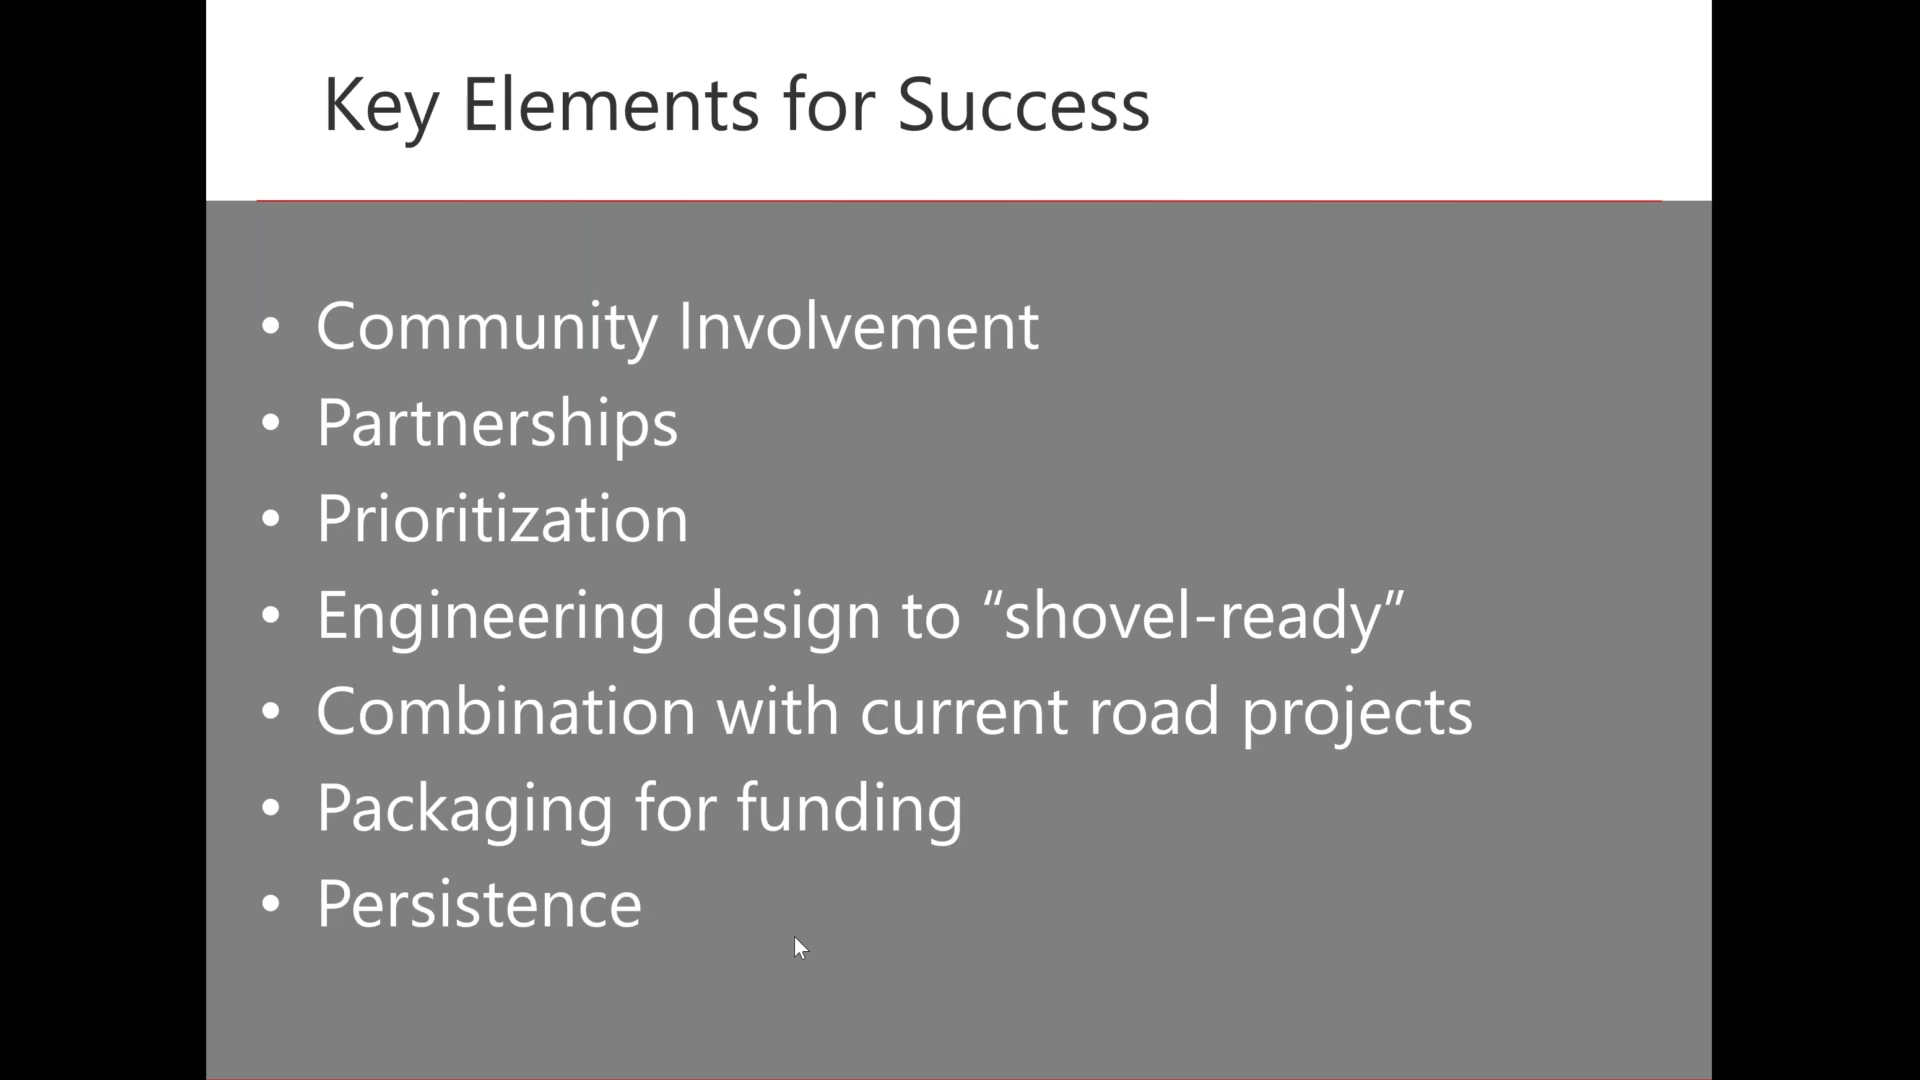 Key Elements for Success
• Community Involvement
• Partnerships
• Prioritization
• Engineering design to “shovel-ready”
• Combination with current road projects
• Packaging for funding
• Persistence